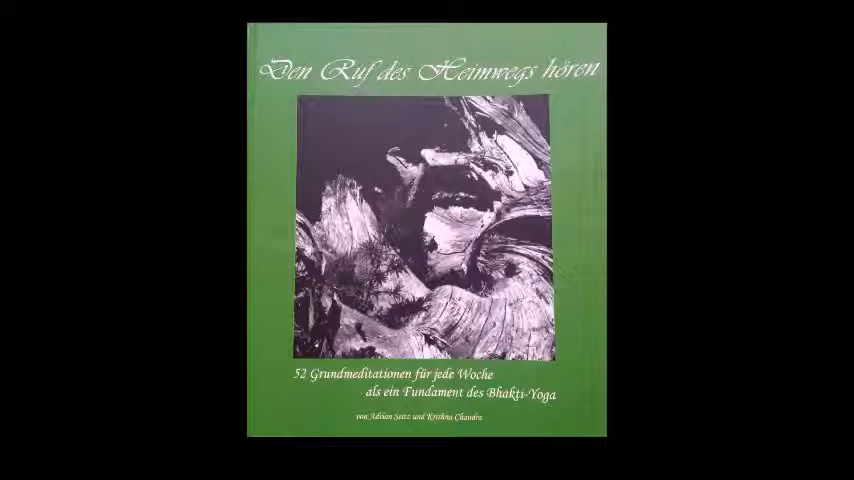 Den Ruf des Heimwegs hören
52 Grundmeditationen für jede Woche
als ein Fundament des Bhakti-Yoga
von Adrian Seitz und Krishna Chandra